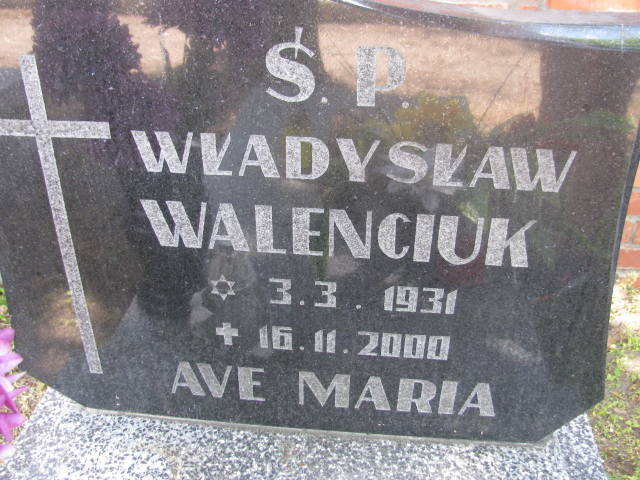 Ś. P.
WŁADYSŁAW
WALENCIUK
✡ 3.3.1931
✝ 16.11.2000
AVE MARIA